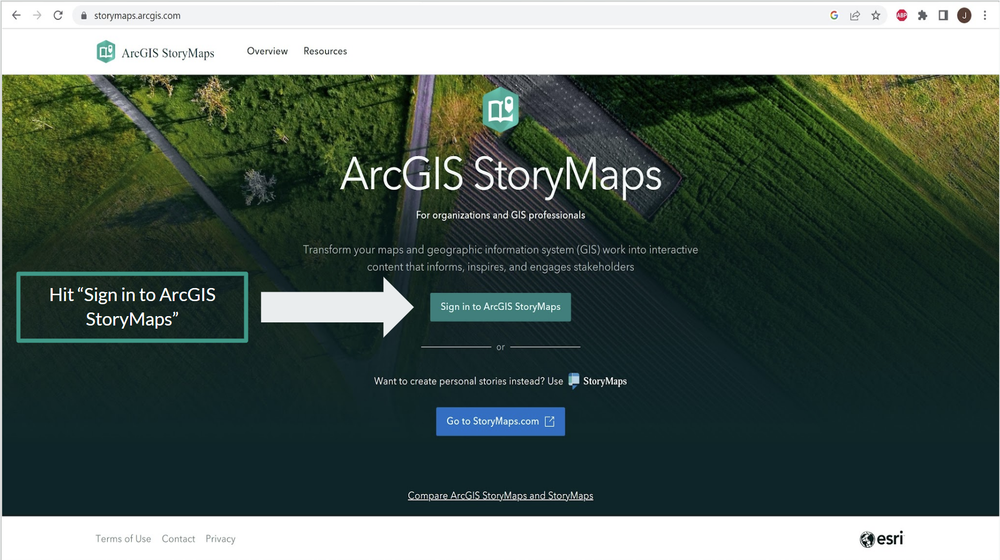 storymaps.arcgis.com
ABP
J
ArcGIS StoryMaps
Overview
Resources
ArcGIS StoryMaps
For organizations and GIS professionals
Transform your maps and geographic information system (GIS) work into interactive
content that informs, inspires, and engages stakeholders
Hit “Sign in to ArcGIS
StoryMaps”
Sign in to ArcGIS StoryMaps
or
Want to create personal stories instead? Use StoryMaps
Go to StoryMaps.com
Compare ArcGIS StoryMaps and StoryMaps
Terms of Use
Contact
Privacy
esri